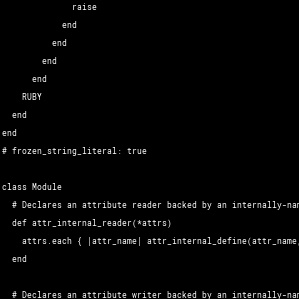 raise
end
end
end
end
RUBY
end
end
# frozen_string_literal: true
class Module
# Declares an attribute reader backed by an internally-nam
def attr_internal_reader(*attrs)
attrs.each { |attr_name| attr_internal_define(attr_name,
end
# Declares an attribute writer backed by an internally-nam